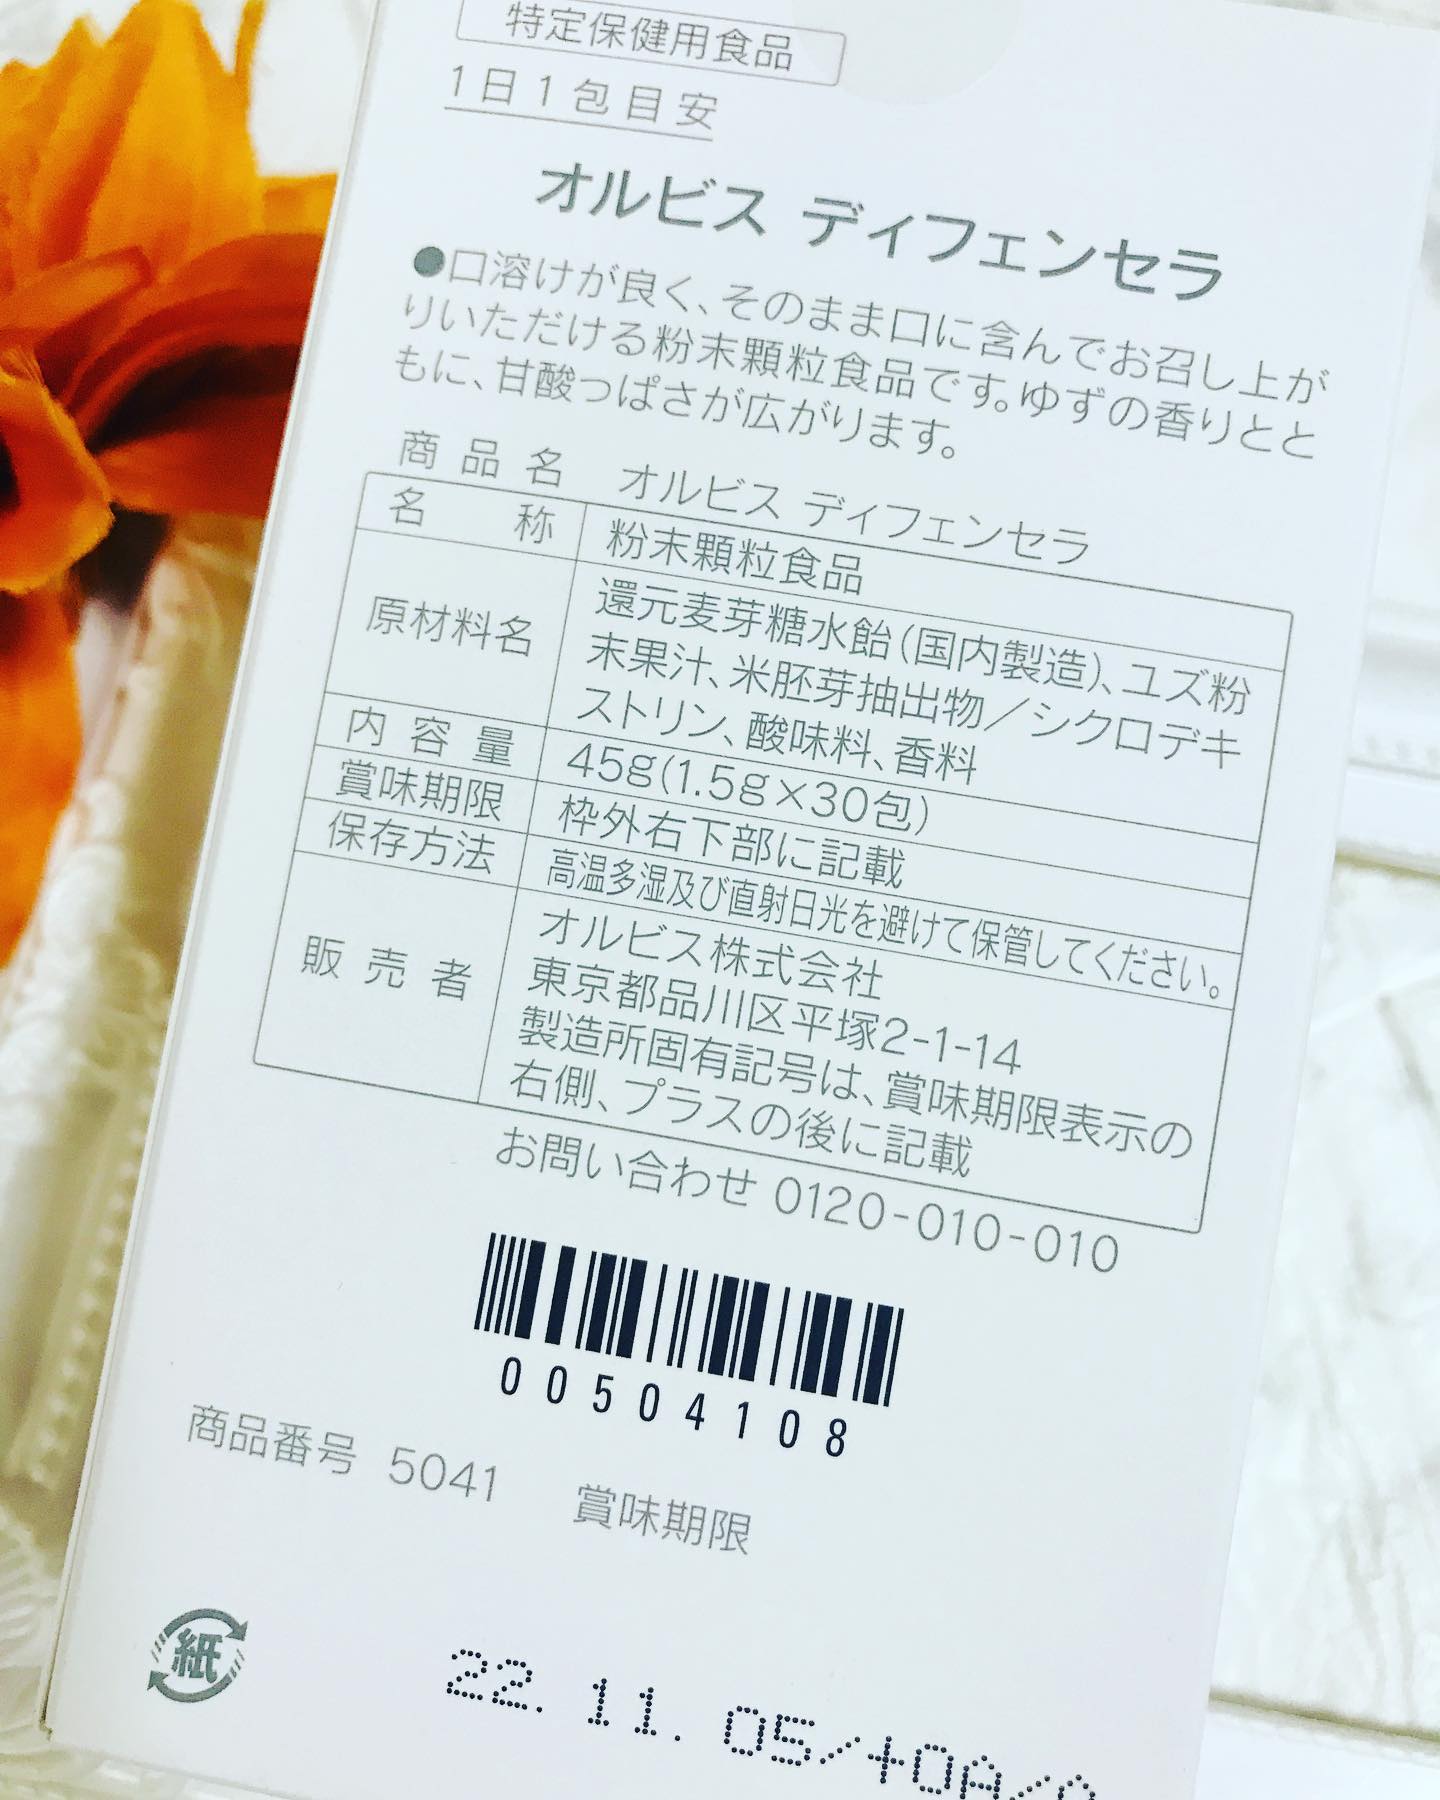 特定保健用食品
1日1包目安
オルビス ディフェンセラ
●口溶けが良く、そのまま口に含んでお召し上が
りいただける粉末顆粒食品です。ゆずの香りとと
もに、甘酸っぱさが広がります。
商品名 オルビス ディフェンセラ
名称 粉末顆粒食品
原材料名 還元麦芽糖水飴（国内製造）、ユズ粉
末果汁、米胚芽抽出物／シクロデキ
ストリン、酸味料、香料
内容量 45g(1.5g×30包)
賞味期限 枠外右下部に記載
保存方法 高温多湿及び直射日光を避けて保管してください。
販売者 オルビス株式会社
東京都品川区平塚2-1-14
製造所固有記号は、賞味期限表示の
右側、プラスの後に記載
お問い合わせ 0120-010-010
00504108
商品番号 5041 賞味期限
紙
22.11.05/+0A/